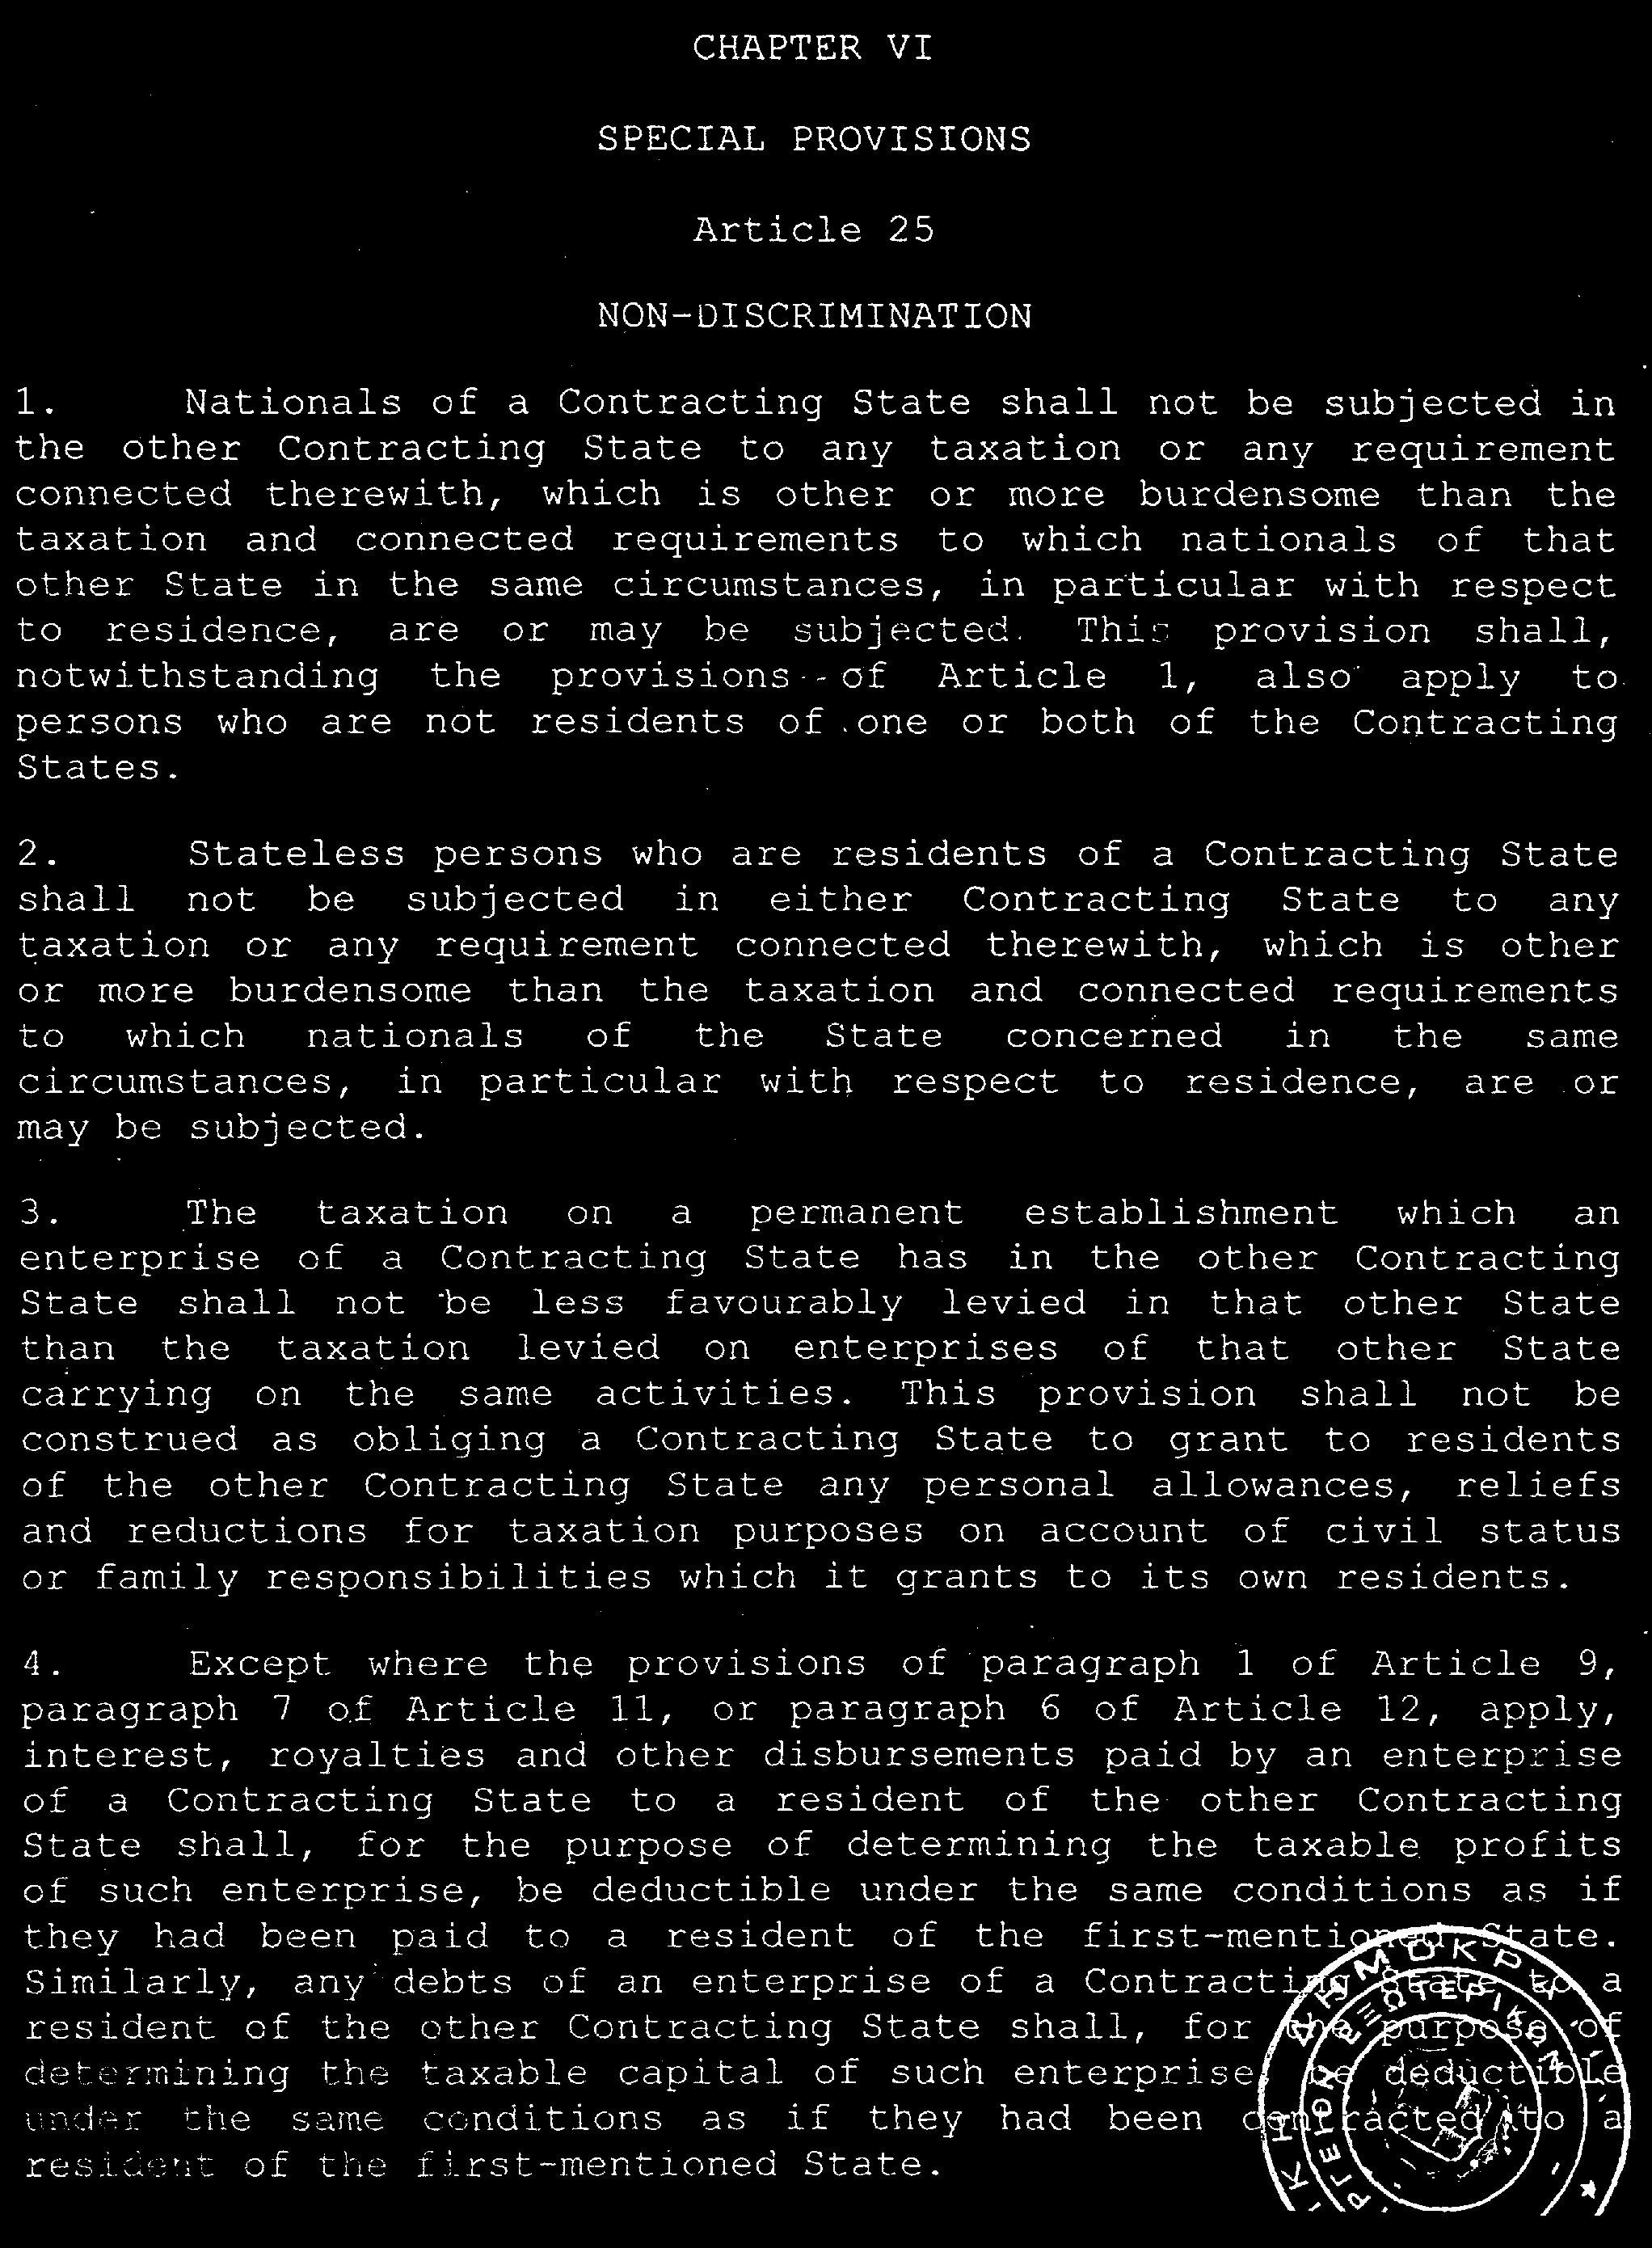 CHAPTER VI
SPECIAL PROVISIONS
Article 25
NON-DISCRIMINATION
1. Nationals of a Contracting State shall not be subjected in
the other Contracting State to any taxation or any requirement
connected therewith, which is other or more burdensome than the
taxation and connected requirements to which nationals of that
other State in the same circumstances, in particular with respect
to residence, are or may be subjected. This provision shall,
notwithstanding the provisions of Article 1, also apply to
persons who are not residents of one or both of the Contracting
States.
2. Stateless persons who are residents of a Contracting State
shall not be subjected in either Contracting State to any
taxation or any requirement connected therewith, which is other
or more burdensome than the taxation and connected requirements
to which nationals of the State concerned in the same
circumstances, in particular with respect to residence, are or
may be subjected.
3. The taxation on a permanent establishment which an
enterprise of a Contracting State has in the other Contracting
State shall not be less favourably levied in that other State
than the taxation levied on enterprises of that other State
carrying on the same activities. This provision shall not be
construed as obliging a Contracting State to grant to residents
of the other Contracting State any personal allowances, reliefs
and reductions for taxation purposes on account of civil status
or family responsibilities which it grants to its own residents.
4. Except where the provisions of paragraph 1 of Article 9,
paragraph 7 of Article 11, or paragraph 6 of Article 12, apply,
interest, royalties and other disbursements paid by an enterprise
of a Contracting State to a resident of the other Contracting
State shall, for the purpose of determining the taxable profits
of such enterprise, be deductible under the same conditions as if
they had been paid to a resident of the first-mentioned State.
Similarly, any debts of an enterprise of a Contracting State to a
resident of the other Contracting State shall, for the purpose of
determining the taxable capital of such enterprise be deductible
under the same conditions as if they had been contracted to a
resident of the first-mentioned State.